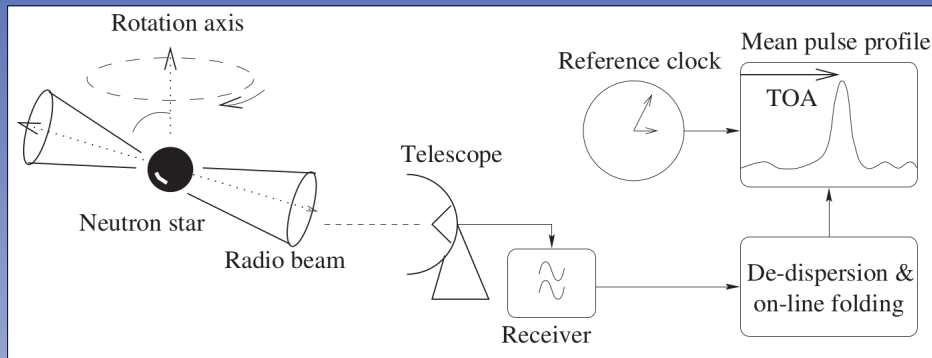 Rotation axis
Neutron star
Radio beam
Telescope
Receiver
Reference clock
Mean pulse profile
TOA
De-dispersion &
on-line folding